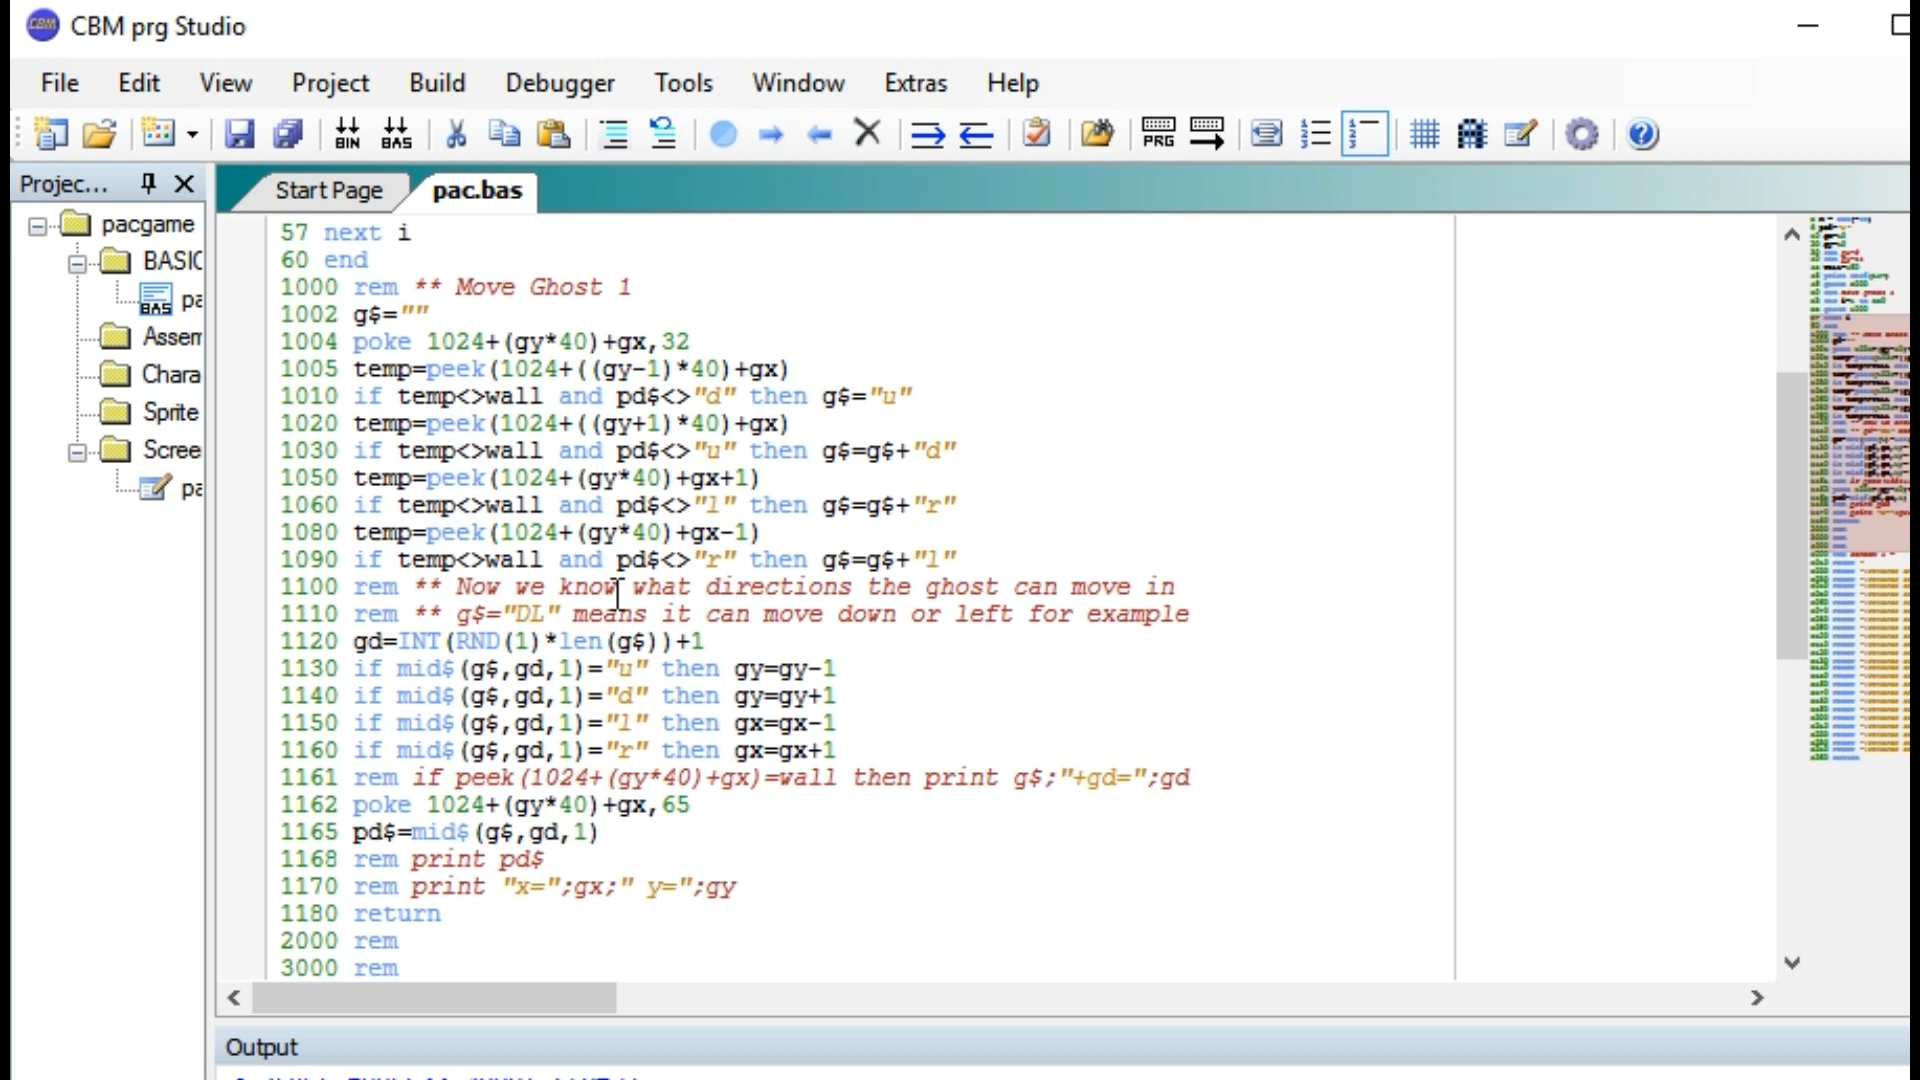 CBM prg Studio
File Edit View Project Build Debugger Tools Window Extras Help
BIN BAS PRG
Projec...
Start Page pac.bas
pacgame
BASIC
BAS pa
Assem
Chara
Sprite
Scree
pa
57 next i
60 end
1000 rem ** Move Ghost 1
1002 g$=""
1004 poke 1024+(gy*40)+gx,32
1005 temp=peek(1024+((gy-1)*40)+gx)
1010 if temp<>wall and pd$<>"d" then g$="u"
1020 temp=peek(1024+((gy+1)*40)+gx)
1030 if temp<>wall and pd$<>"u" then g$=g$+"d"
1050 temp=peek(1024+(gy*40)+gx+1)
1060 if temp<>wall and pd$<>"l" then g$=g$+"r"
1080 temp=peek(1024+(gy*40)+gx-1)
1090 if temp<>wall and pd$<>"r" then g$=g$+"l"
1100 rem ** Now we know what directions the ghost can move in
1110 rem ** g$="DL" means it can move down or left for example
1120 gd=INT(RND(1)*len(g$))+1
1130 if mid$(g$,gd,1)="u" then gy=gy-1
1140 if mid$(g$,gd,1)="d" then gy=gy+1
1150 if mid$(g$,gd,1)="l" then gx=gx-1
1160 if mid$(g$,gd,1)="r" then gx=gx+1
1161 rem if peek(1024+(gy*40)+gx)=wall then print g$;"+gd=";gd
1162 poke 1024+(gy*40)+gx,65
1165 pd$=mid$(g$,gd,1)
1168 rem print pd$
1170 rem print "x=";gx;" y=";gy
1180 return
2000 rem
3000 rem
Output